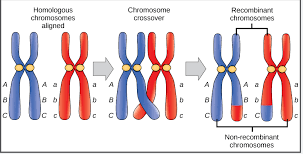 Homologous
chromosomes
aligned
Chromosome
crossover
Recombinant
chromosomes
A A a a A A a a A A a a
B B b b B B b b B B b b
C C c c C C c c C c C c
Non-recombinant
chromosomes